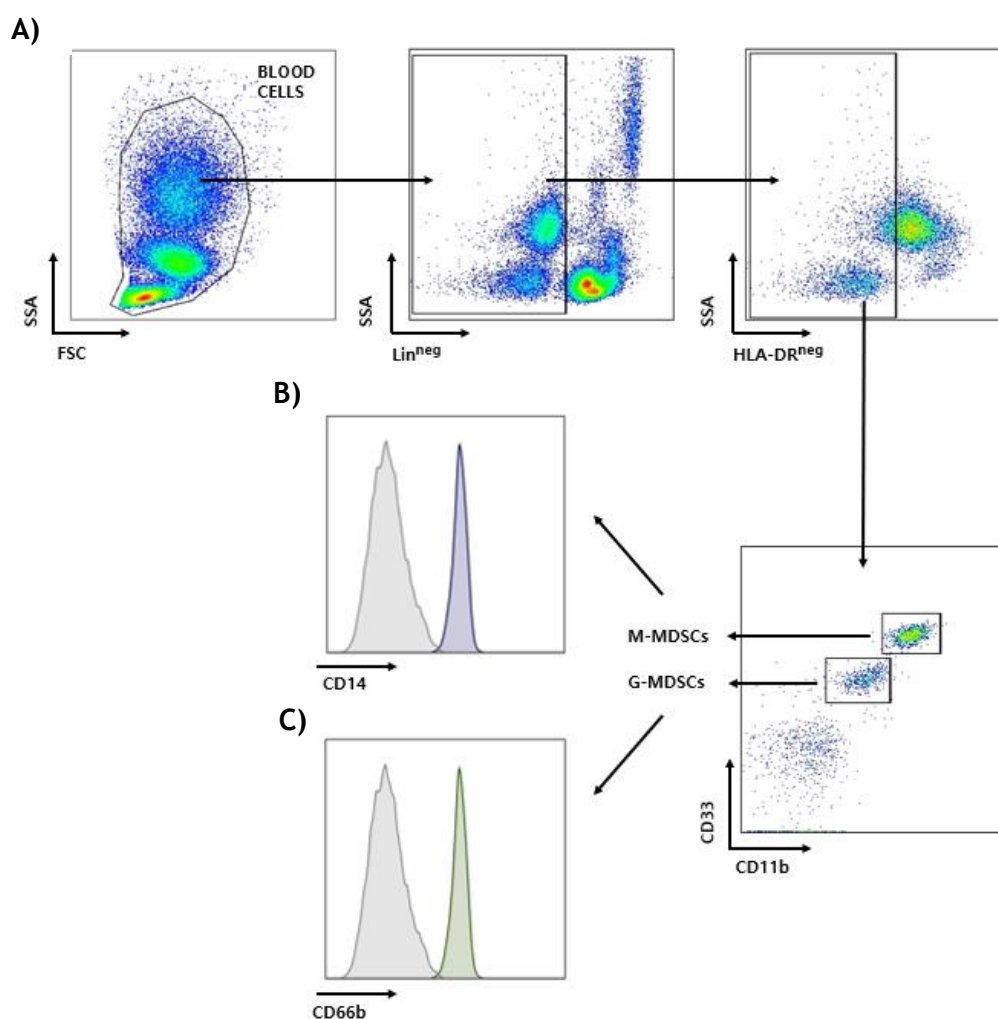 A)
BLOOD
CELLS
SSA
FSC
SSA
Lin^neg
SSA
HLA-DR^neg
B)
CD14
M-MDSCs
G-MDSCs
C)
CD66b
CD33
CD11b